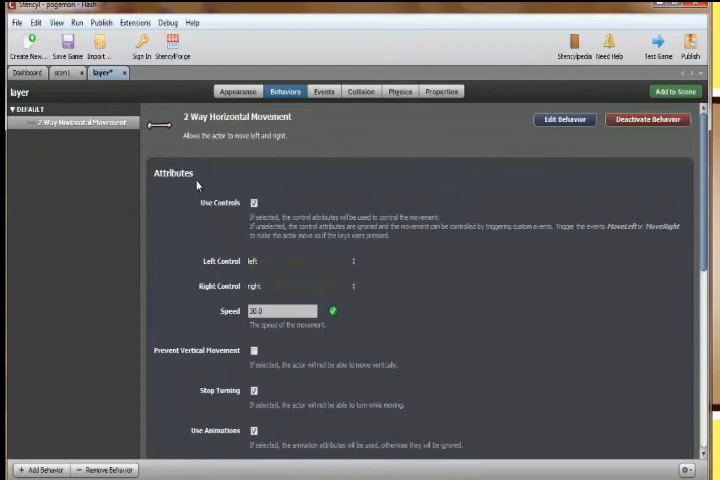 Stencyl - pogemon - Flash
File Edit View Run Publish Extensions Debug Help
Create New... Save Game Import... Sign In StencylForge Stencylpedia Need Help Test Game Publish
Dashboard scen1 layer*
layer Appearance Behaviors Events Collision Physics Properties Add to Scene
DEFAULT
2 Way Horizontal Movement
2 Way Horizontal Movement
Allows the actor to move left and right.
Edit Behavior Deactivate Behavior
Attributes
Use Controls
If selected, the control attributes will be used to control the movement.
If unselected, the control attributes are ignored and the movement can be controlled by triggering custom events. Trigger the events MoveLeft or MoveRight
to make the actor move as if the keys were pressed.
Left Control left
Right Control right
Speed 30.0
The speed of the movement.
Prevent Vertical Movement
If selected, the actor will not be able to move vertically.
Stop Turning
If selected, the actor will not be able to turn while moving.
Use Animations
If selected, the animation attributes will be used, otherwise they will be ignored.
+ Add Behavior − Remove Behavior